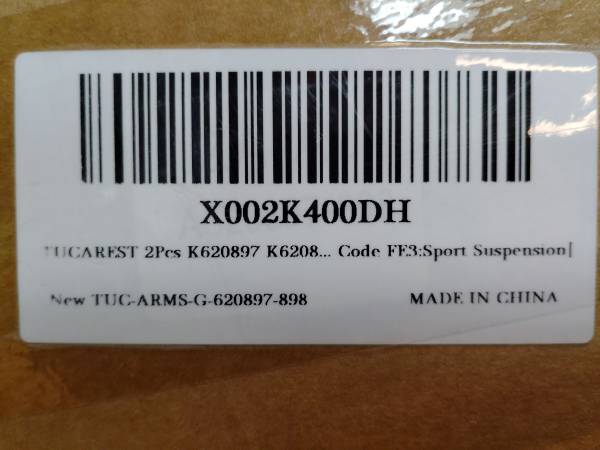 X002K400DH
TUCAREST 2Pcs K620897 K6208... Code FE3:Sport Suspension[
New TUC-ARMS-G-620897-898 MADE IN CHINA